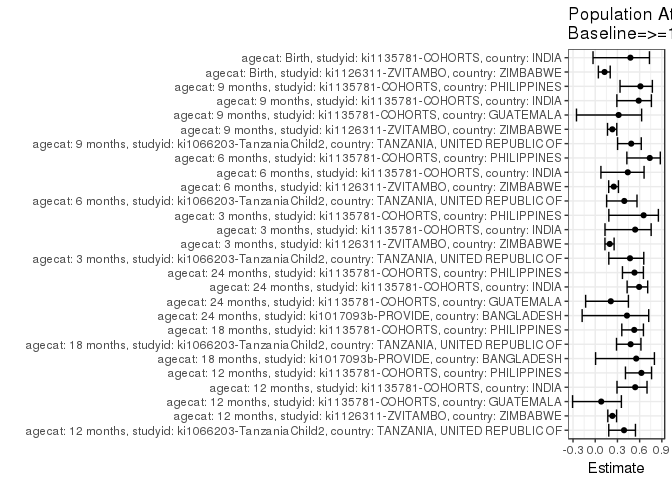 Population A
Baseline=>=1
agecat: Birth, studyid: ki1135781-COHORTS, country: INDIA
agecat: Birth, studyid: ki1126311-ZVITAMBO, country: ZIMBABWE
agecat: 9 months, studyid: ki1135781-COHORTS, country: PHILIPPINES
agecat: 9 months, studyid: ki1135781-COHORTS, country: INDIA
agecat: 9 months, studyid: ki1135781-COHORTS, country: GUATEMALA
agecat: 9 months, studyid: ki1126311-ZVITAMBO, country: ZIMBABWE
agecat: 9 months, studyid: ki1066203-TanzaniaChild2, country: TANZANIA, UNITED REPUBLIC OF
agecat: 6 months, studyid: ki1135781-COHORTS, country: PHILIPPINES
agecat: 6 months, studyid: ki1135781-COHORTS, country: INDIA
agecat: 6 months, studyid: ki1126311-ZVITAMBO, country: ZIMBABWE
agecat: 6 months, studyid: ki1066203-TanzaniaChild2, country: TANZANIA, UNITED REPUBLIC OF
agecat: 3 months, studyid: ki1135781-COHORTS, country: PHILIPPINES
agecat: 3 months, studyid: ki1135781-COHORTS, country: INDIA
agecat: 3 months, studyid: ki1126311-ZVITAMBO, country: ZIMBABWE
agecat: 3 months, studyid: ki1066203-TanzaniaChild2, country: TANZANIA, UNITED REPUBLIC OF
agecat: 24 months, studyid: ki1135781-COHORTS, country: PHILIPPINES
agecat: 24 months, studyid: ki1135781-COHORTS, country: INDIA
agecat: 24 months, studyid: ki1135781-COHORTS, country: GUATEMALA
agecat: 24 months, studyid: ki1017093b-PROVIDE, country: BANGLADESH
agecat: 18 months, studyid: ki1135781-COHORTS, country: PHILIPPINES
agecat: 18 months, studyid: ki1066203-TanzaniaChild2, country: TANZANIA, UNITED REPUBLIC OF
agecat: 18 months, studyid: ki1017093b-PROVIDE, country: BANGLADESH
agecat: 12 months, studyid: ki1135781-COHORTS, country: PHILIPPINES
agecat: 12 months, studyid: ki1135781-COHORTS, country: INDIA
agecat: 12 months, studyid: ki1135781-COHORTS, country: GUATEMALA
agecat: 12 months, studyid: ki1126311-ZVITAMBO, country: ZIMBABWE
agecat: 12 months, studyid: ki1066203-TanzaniaChild2, country: TANZANIA, UNITED REPUBLIC OF
-0.3 0.0 0.3 0.6 0.9
Estimate